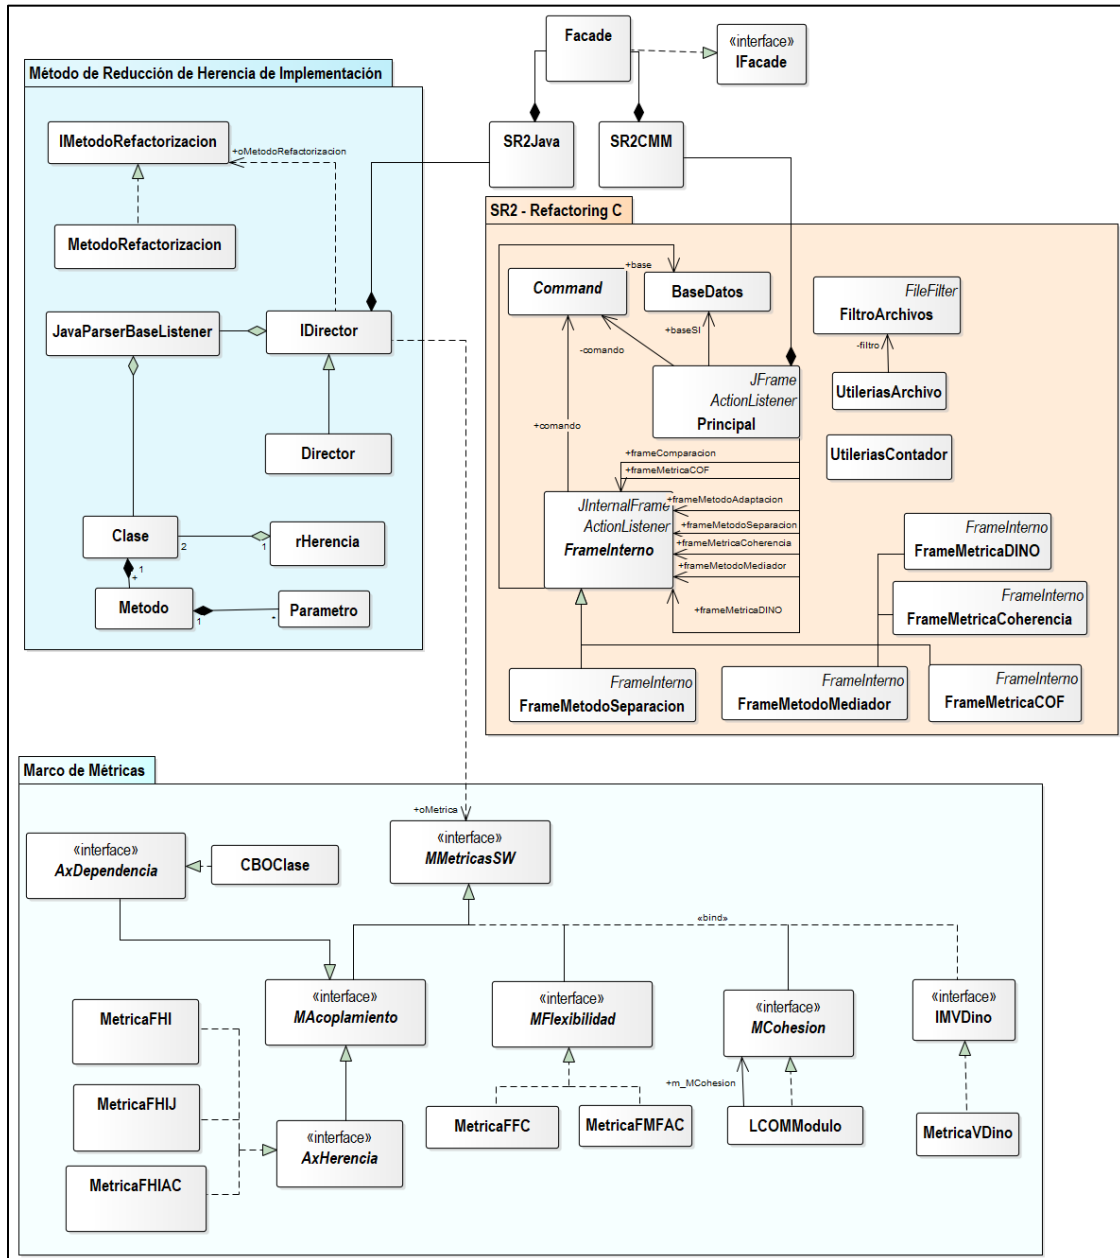 Facade
«interface»
IFacade
Método de Reducción de Herencia de Implementación
IMetodoRefactorizacion
+oMetodoRefactorizacion
MetodoRefactorizacion
JavaParserBaseListener
IDirector
Director
Clase
2
1
rHerencia
1
+
Metodo
1
-
Parametro
SR2Java
SR2CMM
SR2 - Refactoring C
Command
+base
BaseDatos
FileFilter
FiltroArchivos
-comando
+baseSI
-filtro
JFrame
ActionListener
Principal
UtileriasArchivo
+comando
UtileriasContador
+frameComparacion
+frameMetricaCOF
JInternalFrame
ActionListener
FrameInterno
+frameMetodoAdaptacion
+frameMetodoSeparacion
+frameMetricaCoherencia
+frameMetodoMediador
+frameMetricaDINO
FrameInterno
FrameMetricaDINO
FrameInterno
FrameMetricaCoherencia
FrameInterno
FrameMetodoSeparacion
FrameInterno
FrameMetodoMediador
FrameInterno
FrameMetricaCOF
Marco de Métricas
+oMetrica
«interface»
AxDependencia
CBOClase
«interface»
MMetricasSW
«bind»
«interface»
MAcoplamiento
«interface»
MFlexibilidad
«interface»
MCohesion
«interface»
IMVDino
MetricaFHI
MetricaFHIJ
MetricaFHIAC
«interface»
AxHerencia
MetricaFFC
MetricaFMFAC
+m_MCohesion
LCOMModulo
MetricaVDino